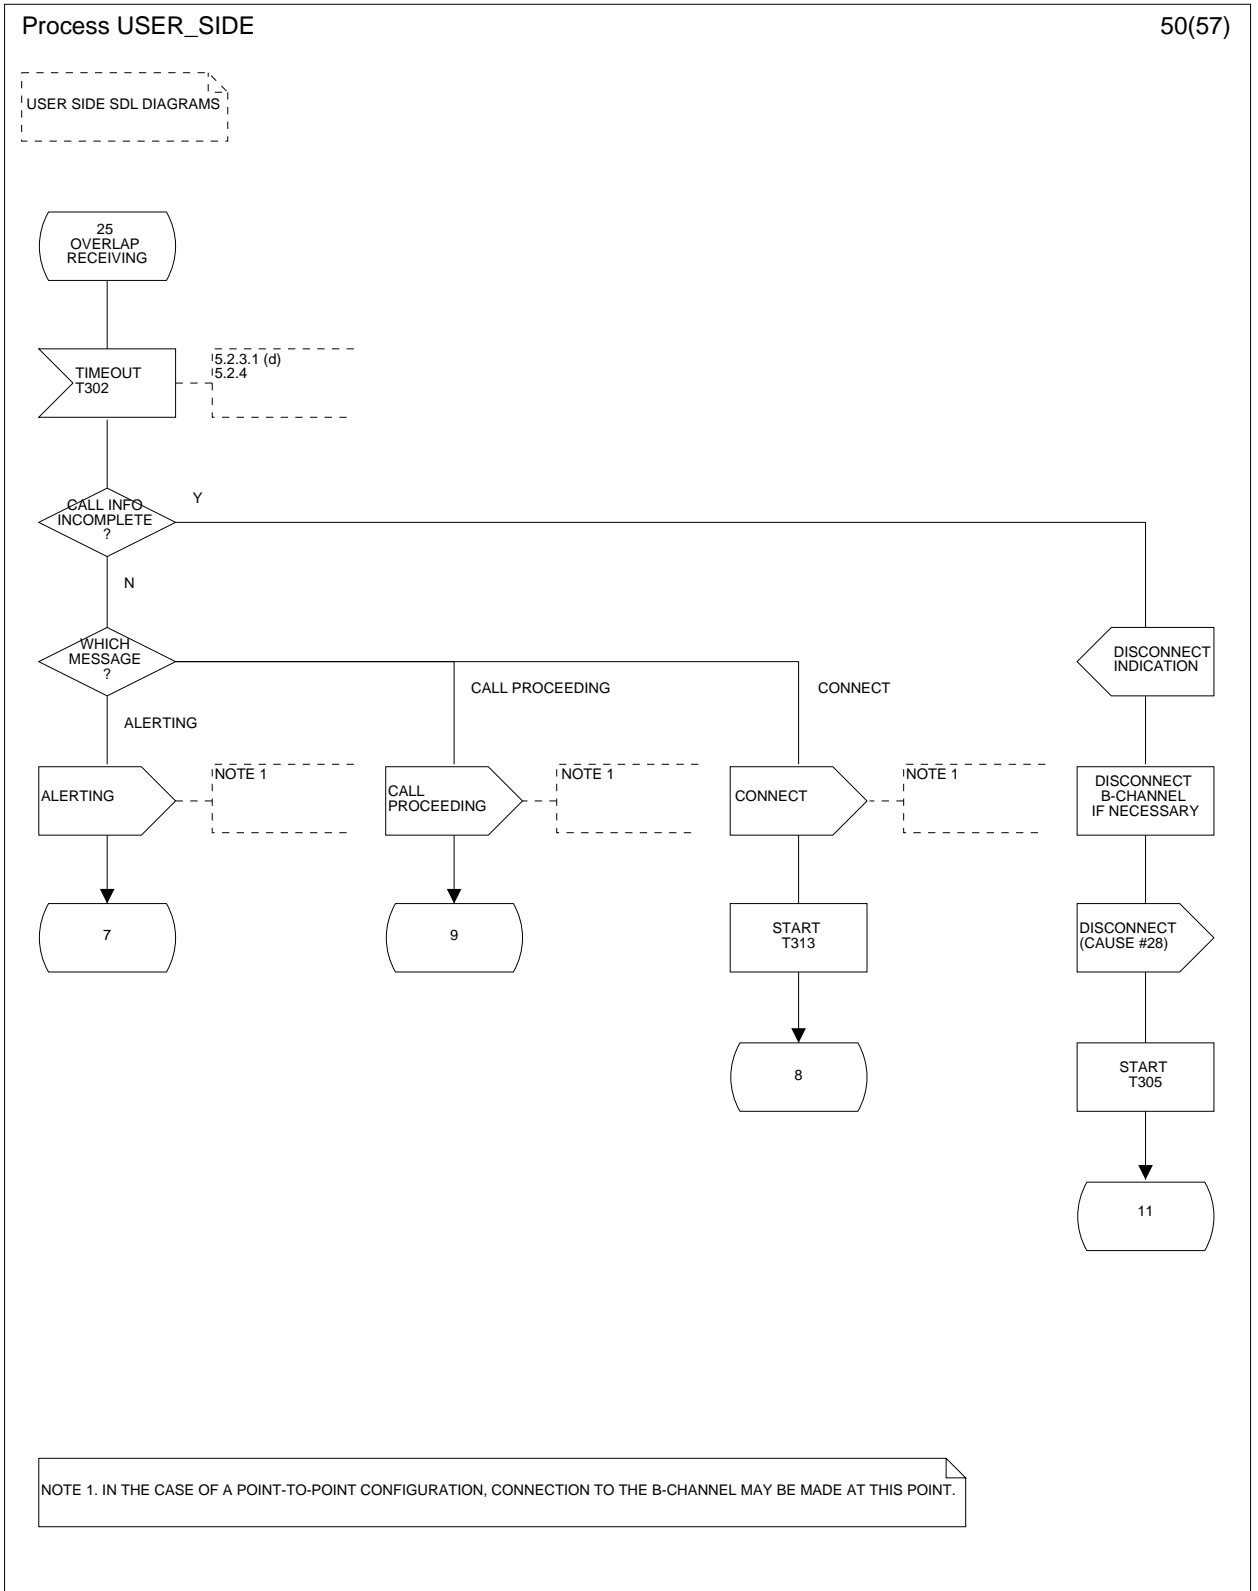 Process USER_SIDE
50(57)
USER SIDE SDL DIAGRAMS
25
OVERLAP
RECEIVING
TIMEOUT
T302
5.2.3.1 (d)
5.2.4
CALL INFO
INCOMPLETE
?
Y
N
WHICH
MESSAGE
?
CALL PROCEEDING
CONNECT
ALERTING
DISCONNECT
INDICATION
ALERTING
NOTE 1
CALL
PROCEEDING
NOTE 1
CONNECT
NOTE 1
DISCONNECT
B-CHANNEL
IF NECESSARY
7
9
START
T313
DISCONNECT
(CAUSE #28)
8
START
T305
11
NOTE 1. IN THE CASE OF A POINT-TO-POINT CONFIGURATION, CONNECTION TO THE B-CHANNEL MAY BE MADE AT THIS POINT.